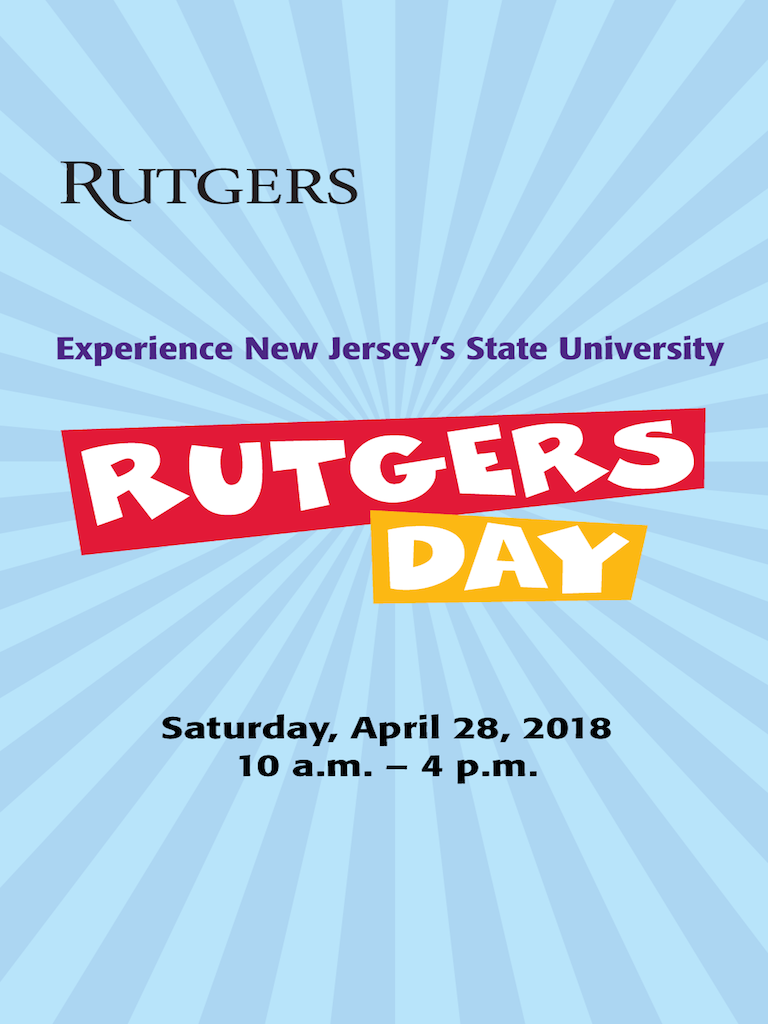 RUTGERS
Experience New Jersey’s State University
RUTGERS
DAY
Saturday, April 28, 2018
10 a.m. – 4 p.m.